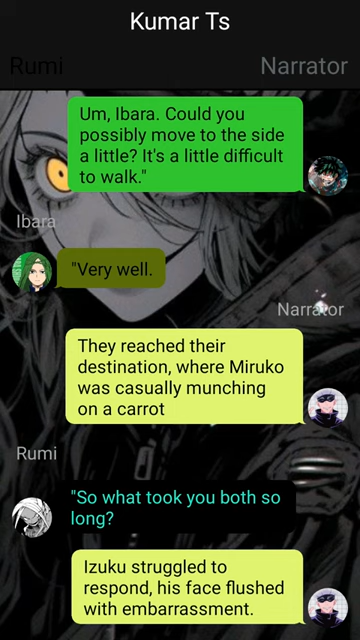 Kumar Ts
Rumi
Narrator
Um, Ibara. Could you
possibly move to the side
a little? It's a little difficult
to walk."
Ibara
"Very well.
Narrator
They reached their
destination, where Miruko
was casually munching
on a carrot
Rumi
"So what took you both so
long?
Izuku struggled to
respond, his face flushed
with embarrassment.